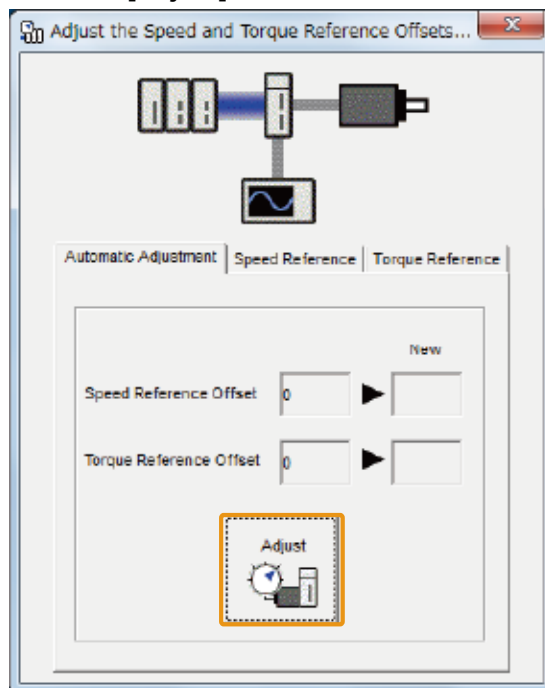 Adjust the Speed and Torque Reference Offsets...
Automatic Adjustment Speed Reference Torque Reference
New
Speed Reference Offset 0
Torque Reference Offset 0
Adjust